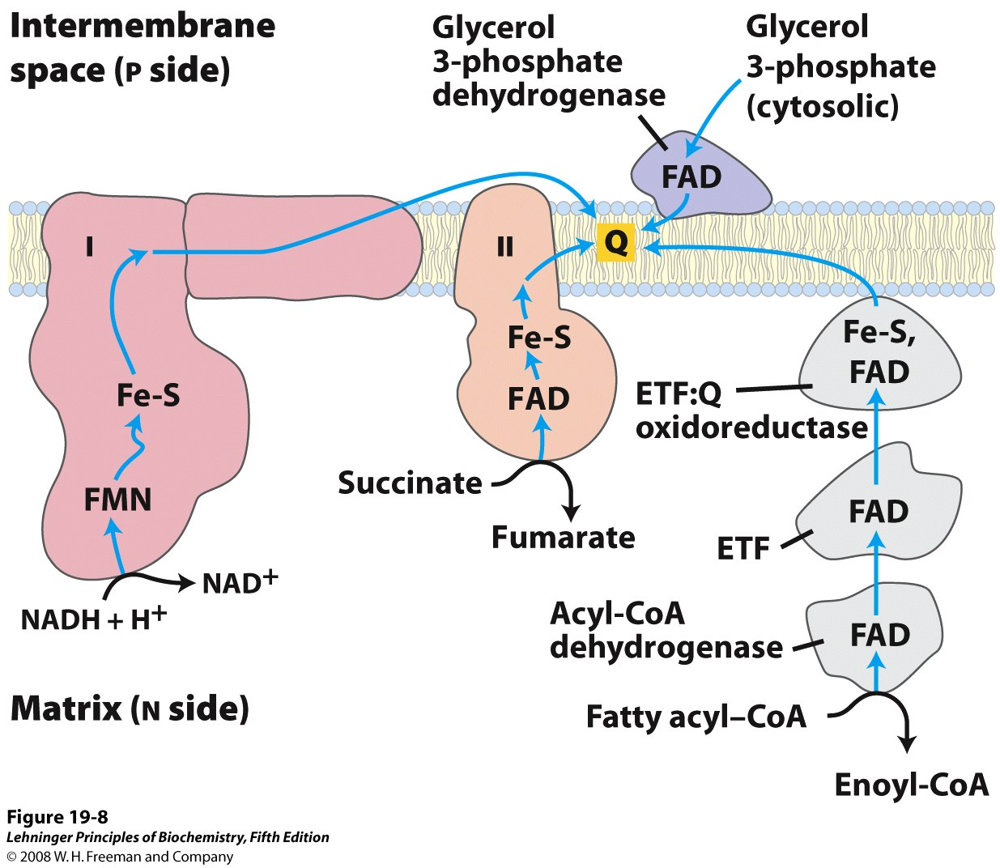 Intermembrane
space (P side)
Glycerol
3-phosphate
dehydrogenase
Glycerol
3-phosphate
(cytosolic)
FAD
I
II
Q
Fe-S
FMN
NADH + H+
NAD+
Fe-S
FAD
Succinate
Fumarate
Fe-S,
FAD
ETF:Q
oxidoreductase
FAD
ETF
Acyl-CoA
dehydrogenase
FAD
Fatty acyl–CoA
Enoyl-CoA
Matrix (N side)
Figure 19-8
Lehninger Principles of Biochemistry, Fifth Edition
© 2008 W. H. Freeman and Company